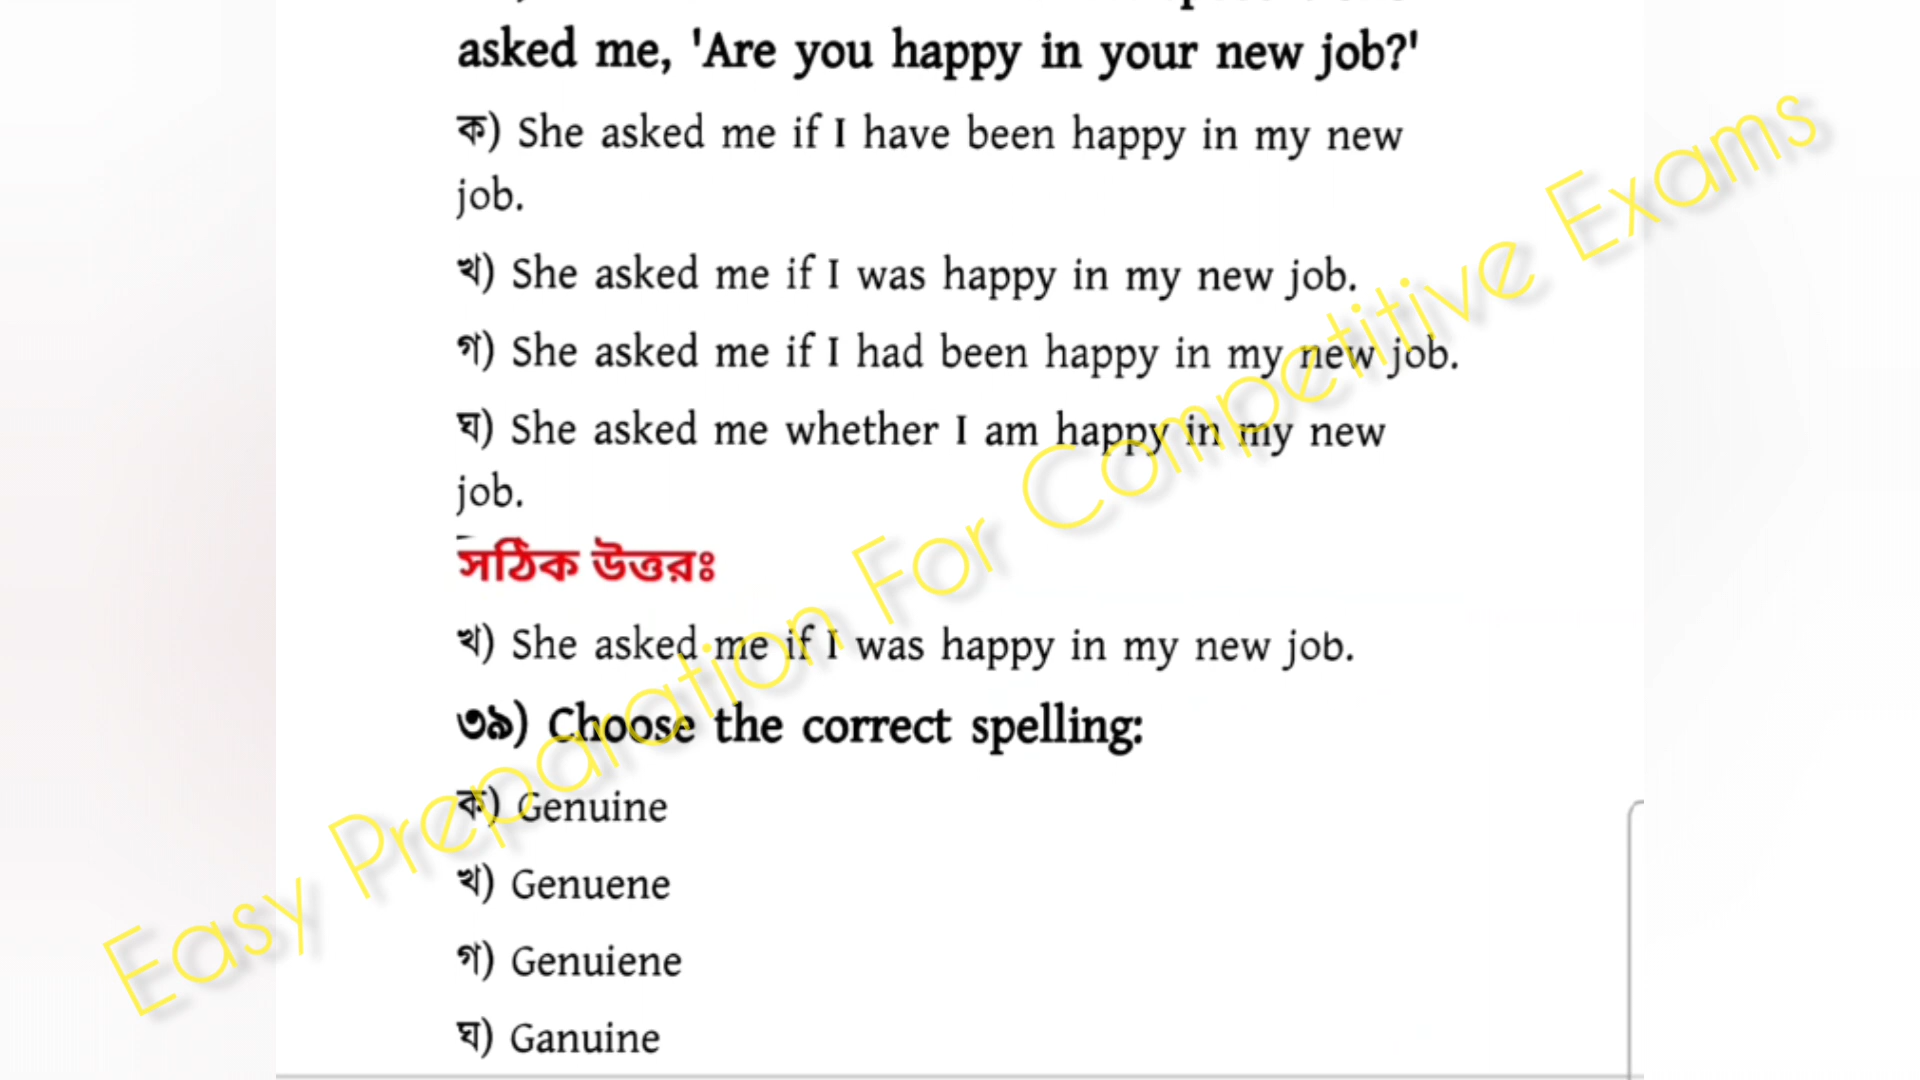 asked me, 'Are you happy in your new job?'
ক) She asked me if I have been happy in my new
job.
খ) She asked me if I was happy in my new job.
গ) She asked me if I had been happy in my new job.
ঘ) She asked me whether I am happy in my new
job.
সঠিক উত্তরঃ
খ) She asked me if I was happy in my new job.
৩৯) Choose the correct spelling:
ক) Genuine
খ) Genuene
গ) Genuiene
ঘ) Ganuine
Easy Preparation For Competitive Exams